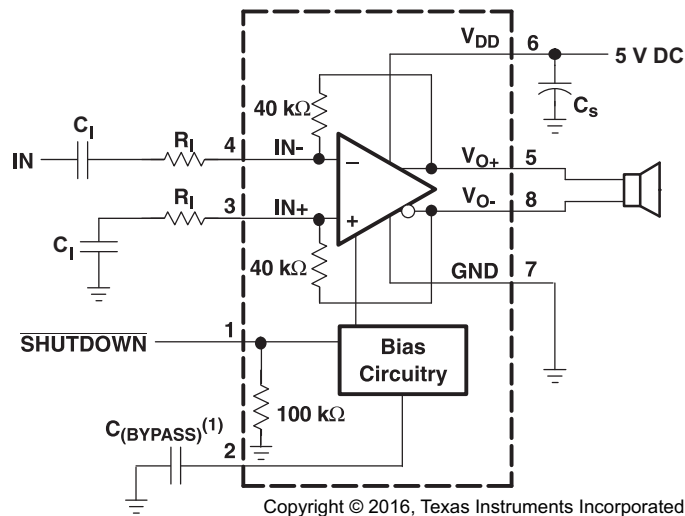 V_DD 6 5 V DC
40 kΩ
C_s
C_I
R_I 4 IN- −
IN
V_O+ 5
V_O- 8
R_I 3 IN+ +
C_I
40 kΩ
GND 7
SHUTDOWN 1
Bias
Circuitry
100 kΩ
C_(BYPASS)^(1) 2
Copyright © 2016, Texas Instruments Incorporated